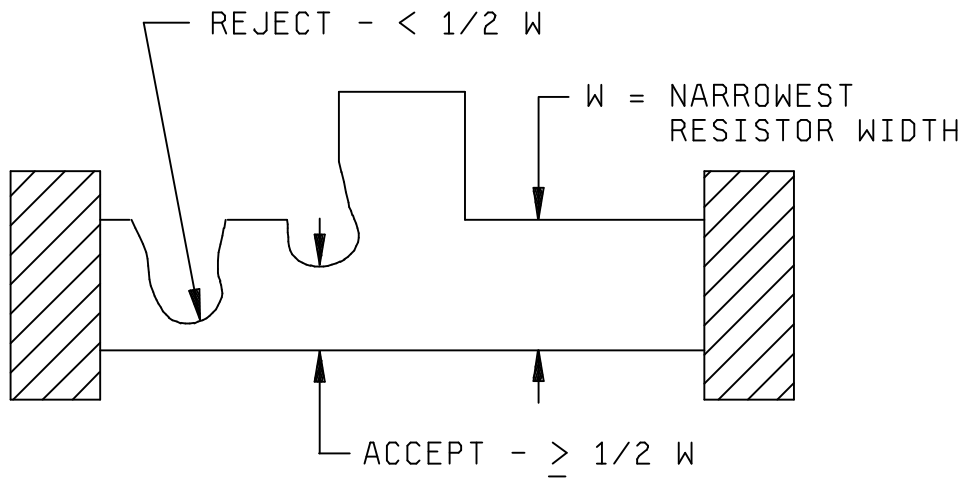 REJECT - < 1/2 W
W = NARROWEST
RESISTOR WIDTH
ACCEPT - ≥ 1/2 W